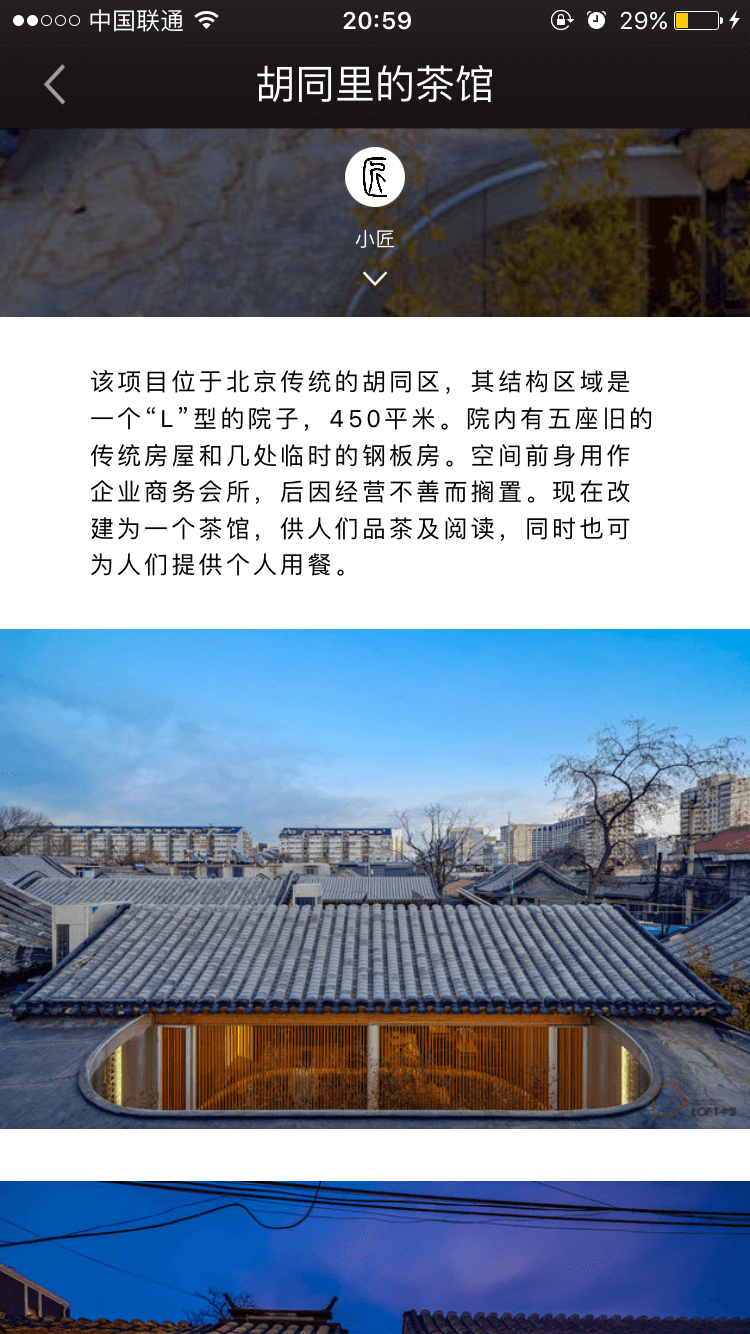 中国联通 20:59 29%
胡同里的茶馆
匠
小匠
该项目位于北京传统的胡同区，其结构区域是
一个“L”型的院子，450平米。院内有五座旧的
传统房屋和几处临时的钢板房。空间前身用作
企业商务会所，后因经营不善而搁置。现在改
建为一个茶馆，供人们品茶及阅读，同时也可
为人们提供个人用餐。
LOFT中国